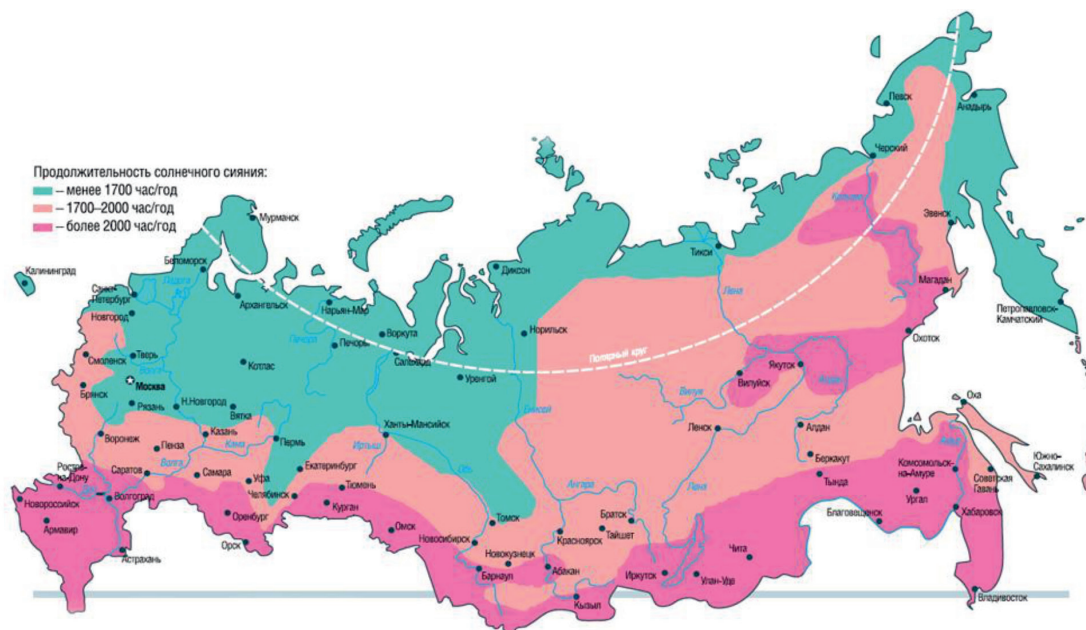 Продолжительность солнечного сияния:
– менее 1700 час/год
– 1700–2000 час/год
– более 2000 час/год
Певек
Анадырь
Черский
Колыма
Мурманск
Эвенск
Тикси
Беломорск
Диксон
Калининград
Магадан
Ладога
Санкт-
Петербург
Архангельск
Нарьян-Мар
Лена
Петропавловск-
Камчатский
Новгород
Воркута
Норильск
Охотск
Печора
Печора
Смоленск
Тверь
Салехард
Полярный круг
Волга
Котлас
Якутск
Москва
Уренгой
Вилюйск
Вилюй
Алдан
Брянск
Рязань
Н.Новгород
Вятка
Енисей
Оха
Казань
Ханты-Мансийск
Ленск
Алдан
Воронеж
Кама
Пермь
Иртыш
Амур
Пенза
Беркакит
Южно-
Сахалинск
Ростов-
на-Дону
Саратов
Волга
Самара
Екатеринбург
Обь
Комсомольск-
на-Амуре
Уфа
Тюмень
Ангара
Лена
Тында
Советская
Гавань
Новороссийск
Волгоград
Челябинск
Ургал
Оренбург
Курган
Братск
Благовещенск
Хабаровск
Армавир
Омск
Томск
Красноярск
Тайшет
Орск
Новосибирск
Астрахань
Новокузнецк
Чита
Барнаул
Абакан
Иркутск
Улан-Удэ
Кызыл
Владивосток